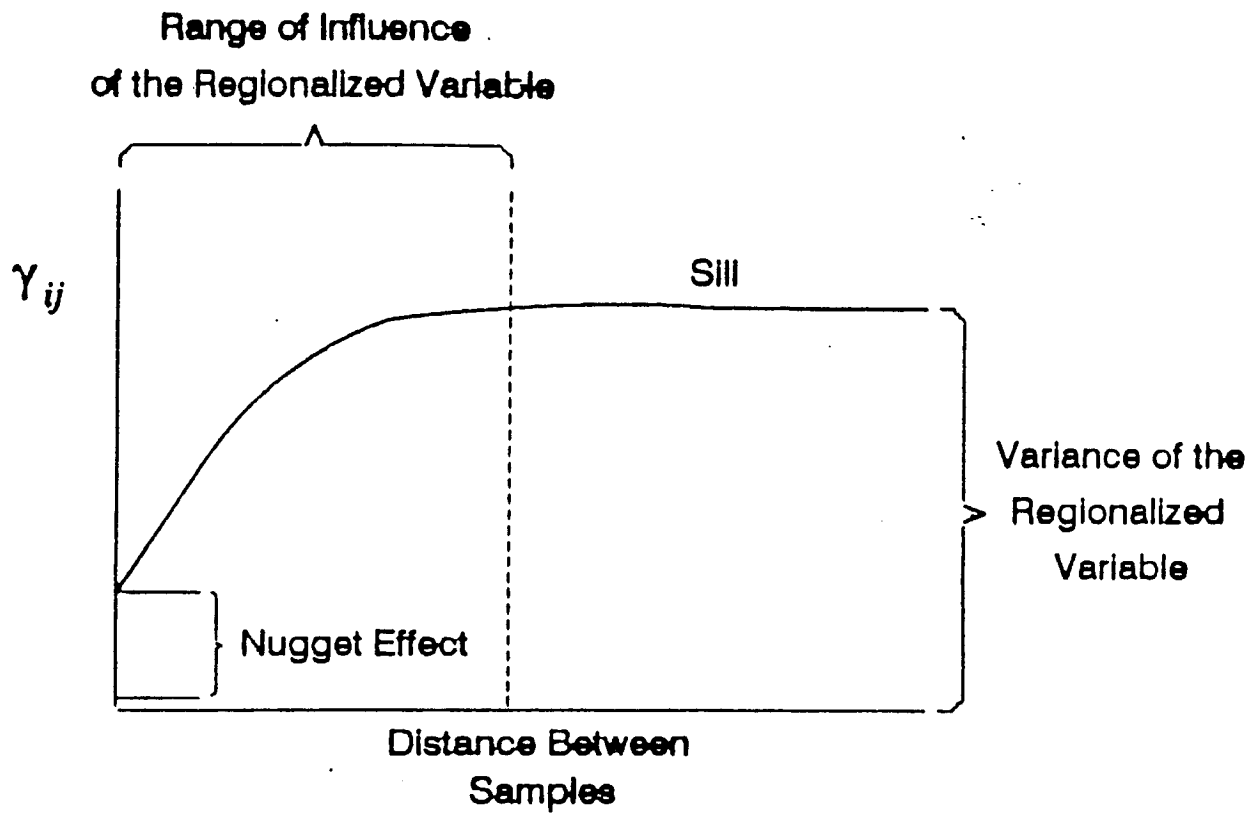 Range of Influence
of the Regionalized Variable
γij
Sill
Variance of the
Regionalized
Variable
Nugget Effect
Distance Between
Samples